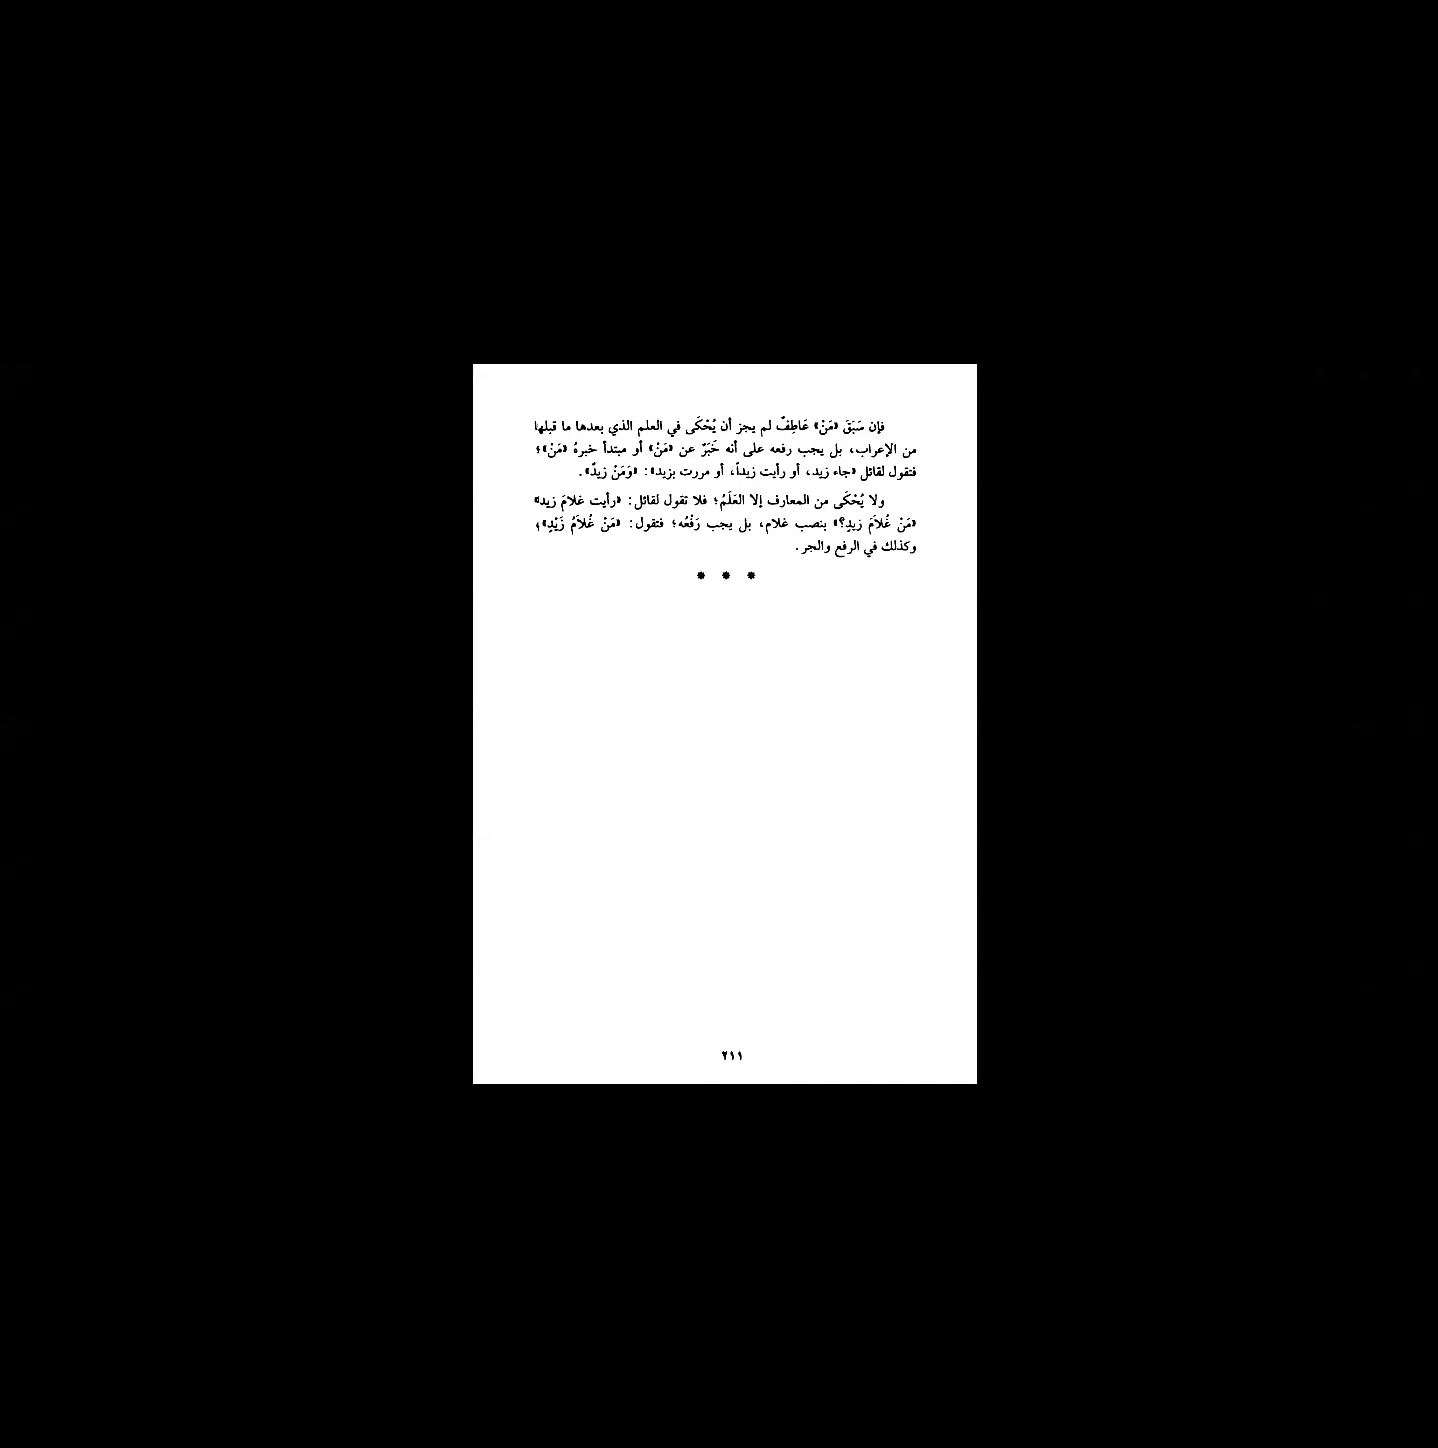 فإن سَبَقَ «مَنْ» عَاطِفٌ لم يجز أن يُحْكَى في العلم الذي بعدها ما قبلها
من الإعراب، بل يجب رفعه على أنه خَبَرٌ عن «مَنْ» أو مبتدأ خبرهُ «مَنْ»؛
فتقول لقائل «جاء زيد، أو رأيت زيداً، أو مررت بزيد»: «وَمَنْ زيدٌ».
ولا يُحْكَى من المعارف إلا العَلَمُ؛ فلا تقول لقائل: «رأيت غلامَ زيد»
«مَنْ غُلاَمَ زيدٍ؟» بنصب غلام، بل يجب رَفْعُه؛ فتقول: «مَنْ غُلاَمُ زَيْدٍ»؛
وكذلك في الرفع والجر.
* * *
٢١١